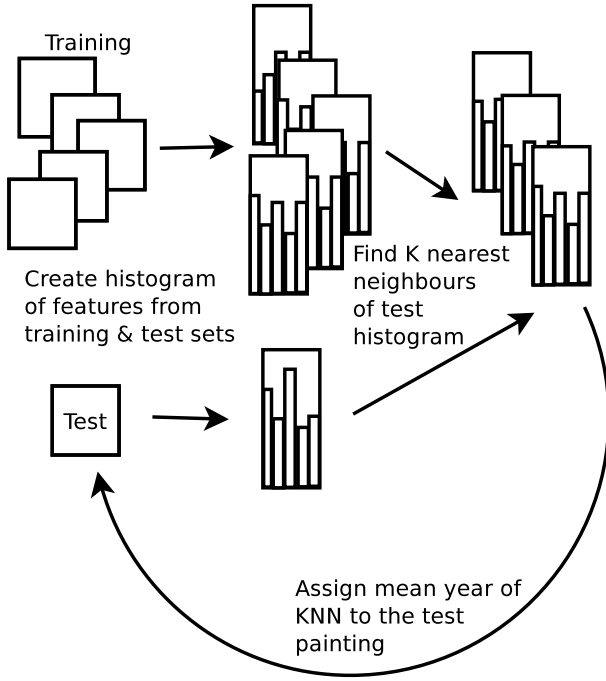 Training
Create histogram
of features from
training & test sets
Find K nearest
neighbours
of test
histogram
Test
Assign mean year of
KNN to the test
painting